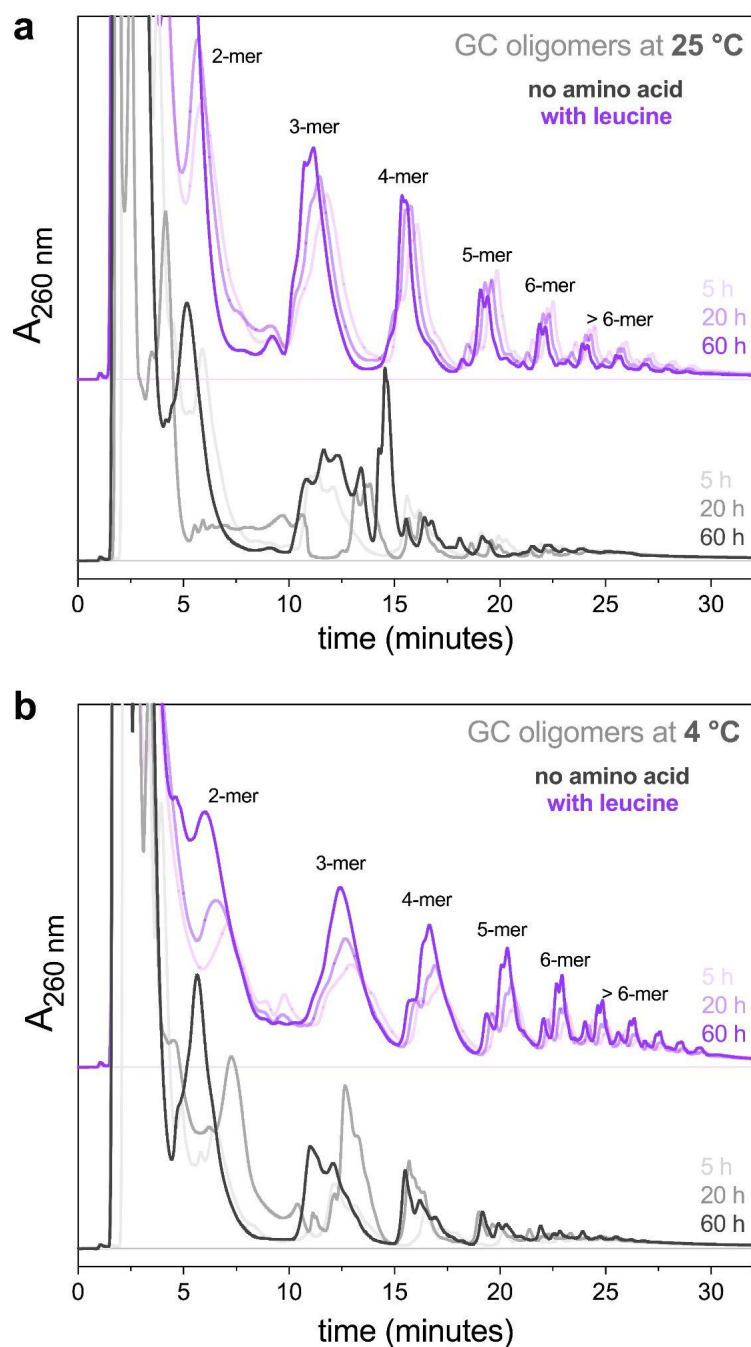 a
GC oligomers at 25 °C
no amino acid
with leucine
2-mer
3-mer
4-mer
5-mer
6-mer
> 6-mer
5 h
20 h
60 h
5 h
20 h
60 h
A260 nm
0 5 10 15 20 25 30
time (minutes)
b
GC oligomers at 4 °C
no amino acid
with leucine
2-mer
3-mer
4-mer
5-mer
6-mer
> 6-mer
5 h
20 h
60 h
5 h
20 h
60 h
A260 nm
0 5 10 15 20 25 30
time (minutes)